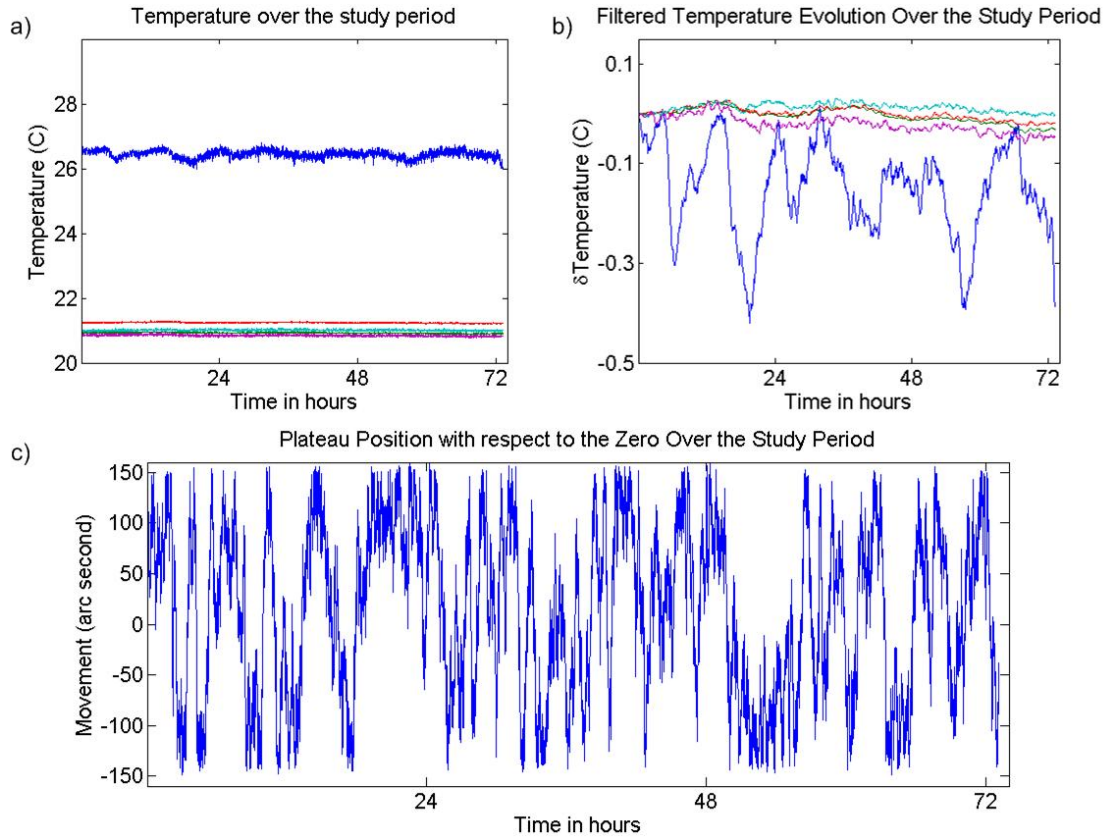 a)
Temperature over the study period
Temperature (C)
28
26
24
22
20
24
48
72
Time in hours
b)
Filtered Temperature Evolution Over the Study Period
δTemperature (C)
0.1
-0.1
-0.3
-0.5
24
48
72
Time in hours
c)
Plateau Position with respect to the Zero Over the Study Period
Movement (arc second)
150
100
50
0
-50
-100
-150
24
48
72
Time in hours